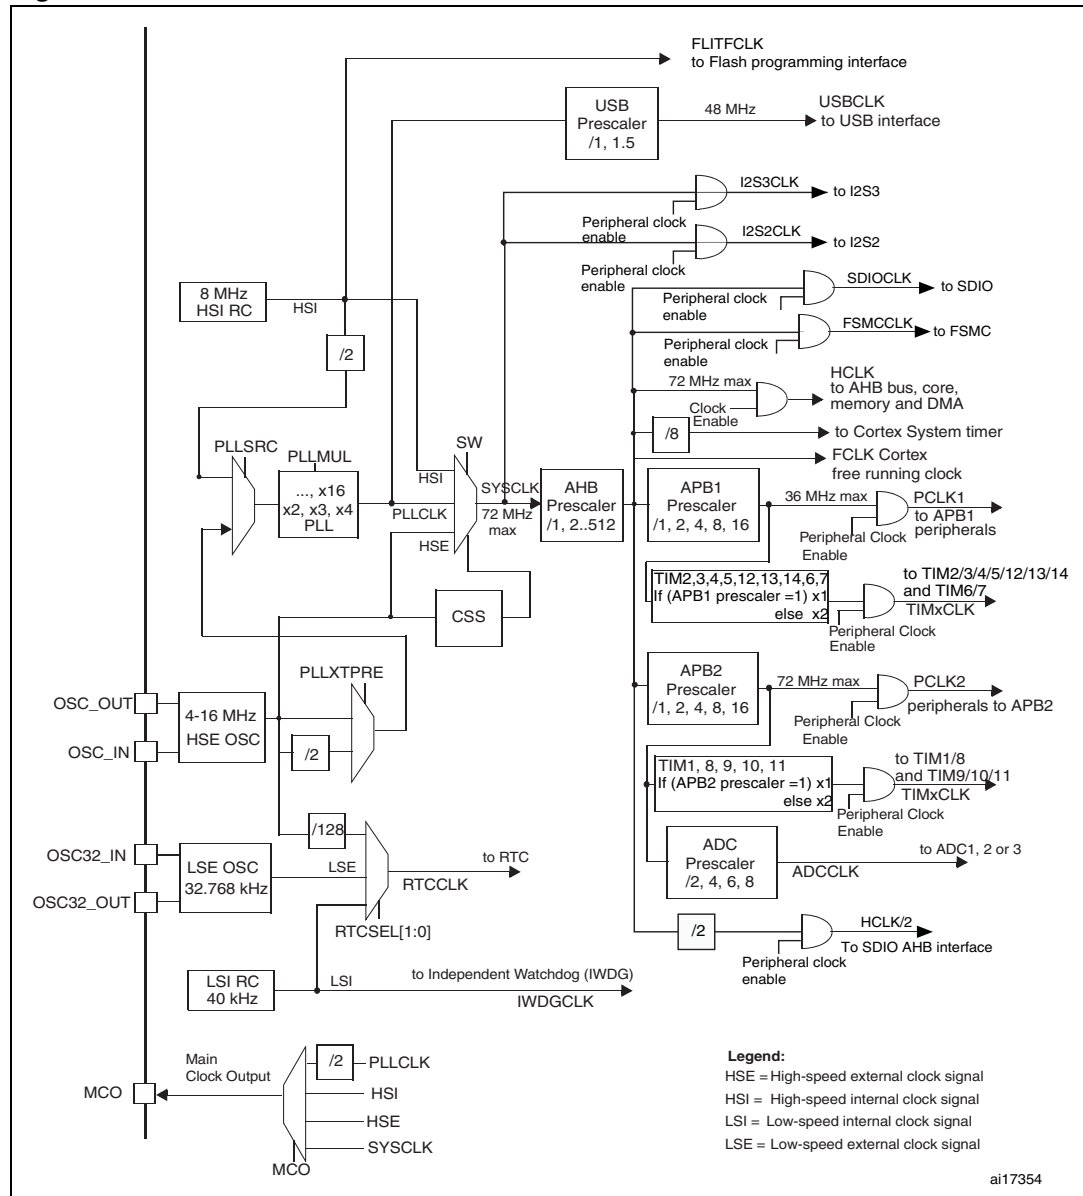 FLITFCLK
to Flash programming interface
USB
Prescaler
/1, 1.5
48 MHz
USBCLK
to USB interface
I2S3CLK
to I2S3
Peripheral clock
enable
I2S2CLK
to I2S2
Peripheral clock
enable
8 MHz
HSI RC
HSI
SDIOCLK
to SDIO
Peripheral clock
enable
FSMCCLK
to FSMC
Peripheral clock
enable
/2
72 MHz max
HCLK
to AHB bus, core,
memory and DMA
Clock
Enable
/8
to Cortex System timer
FCLK Cortex
free running clock
PLLSRC
PLLMUL
..., x16
x2, x3, x4
PLL
SW
HSI
PLLCLK
HSE
SYSCLK
72 MHz
max
AHB
Prescaler
/1, 2..512
APB1
Prescaler
/1, 2, 4, 8, 16
36 MHz max
PCLK1
to APB1
peripherals
Peripheral Clock
Enable
TIM2,3,4,5,12,13,14,6,7
If (APB1 prescaler =1) x1
else x2
to TIM2/3/4/5/12/13/14
and TIM6/7
TIMxCLK
Peripheral Clock
Enable
CSS
PLLXTPRE
OSC_OUT
OSC_IN
4-16 MHz
HSE OSC
/2
APB2
Prescaler
/1, 2, 4, 8, 16
72 MHz max
PCLK2
peripherals to APB2
Peripheral Clock
Enable
TIM1, 8, 9, 10, 11
If (APB2 prescaler =1) x1
else x2
to TIM1/8
and TIM9/10/11
TIMxCLK
Peripheral Clock
Enable
/128
OSC32_IN
OSC32_OUT
LSE OSC
32.768 kHz
LSE
to RTC
RTCCLK
RTCSEL[1:0]
ADC
Prescaler
/2, 4, 6, 8
to ADC1, 2 or 3
ADCCLK
/2
HCLK/2
To SDIO AHB interface
Peripheral clock
enable
LSI RC
40 kHz
LSI
to Independent Watchdog (IWDG)
IWDGCLK
MCO
Main
Clock Output
/2
PLLCLK
HSI
HSE
SYSCLK
MCO
Legend:
HSE = High-speed external clock signal
HSI = High-speed internal clock signal
LSI = Low-speed internal clock signal
LSE = Low-speed external clock signal
ai17354